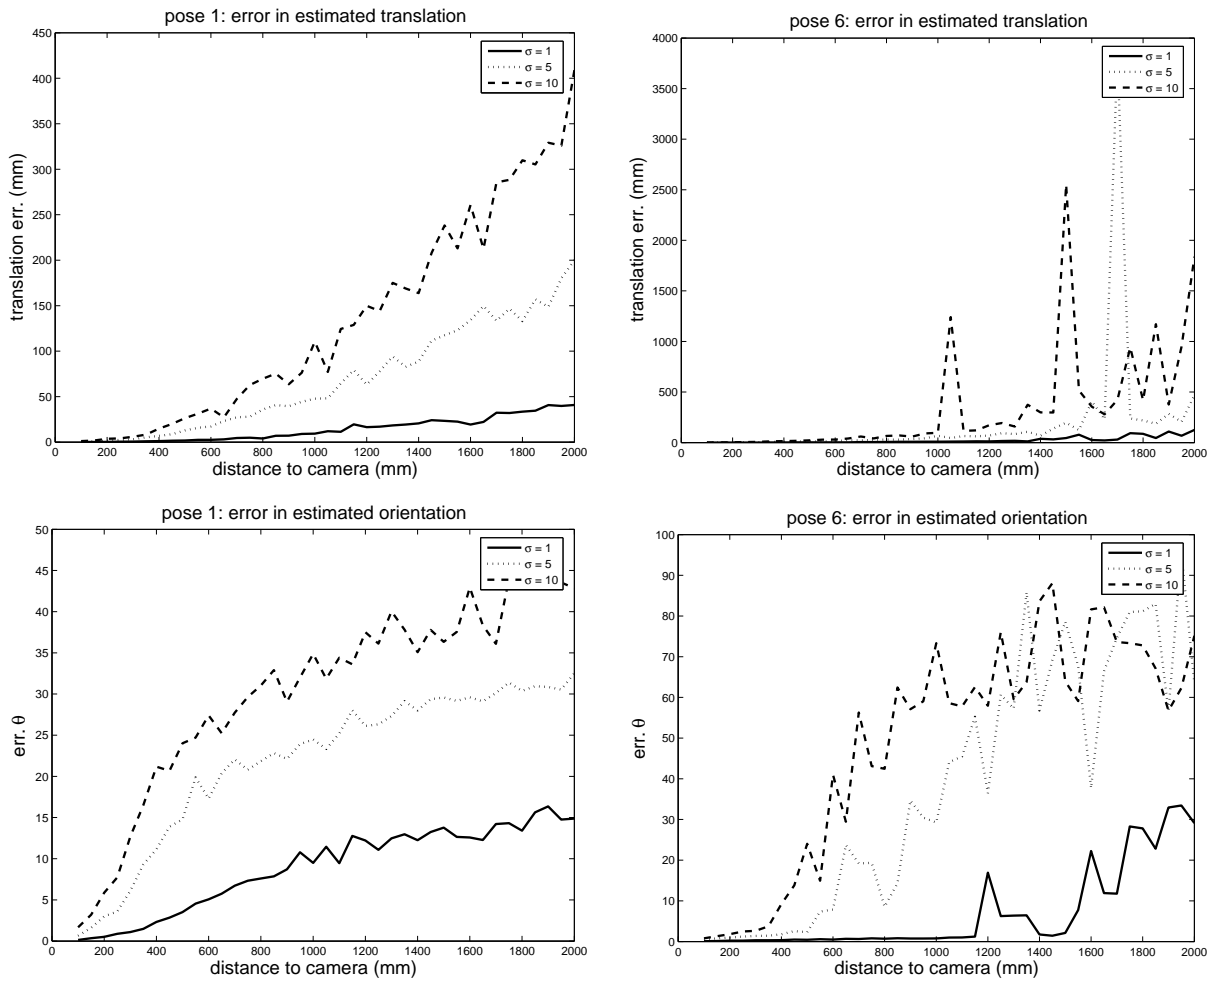 pose 1: error in estimated translation
450
400
350
300
250
200
150
100
50
0
translation err. (mm)
σ = 1
σ = 5
σ = 10
0 200 400 600 800 1000 1200 1400 1600 1800 2000
distance to camera (mm)
pose 6: error in estimated translation
4000
3500
3000
2500
2000
1500
1000
500
0
translation err. (mm)
σ = 1
σ = 5
σ = 10
0 200 400 600 800 1000 1200 1400 1600 1800 2000
distance to camera (mm)
pose 1: error in estimated orientation
50
45
40
35
30
25
20
15
10
5
0
err. θ
σ = 1
σ = 5
σ = 10
0 200 400 600 800 1000 1200 1400 1600 1800 2000
distance to camera (mm)
pose 6: error in estimated orientation
100
90
80
70
60
50
40
30
20
10
0
err. θ
σ = 1
σ = 5
σ = 10
0 200 400 600 800 1000 1200 1400 1600 1800 2000
distance to camera (mm)